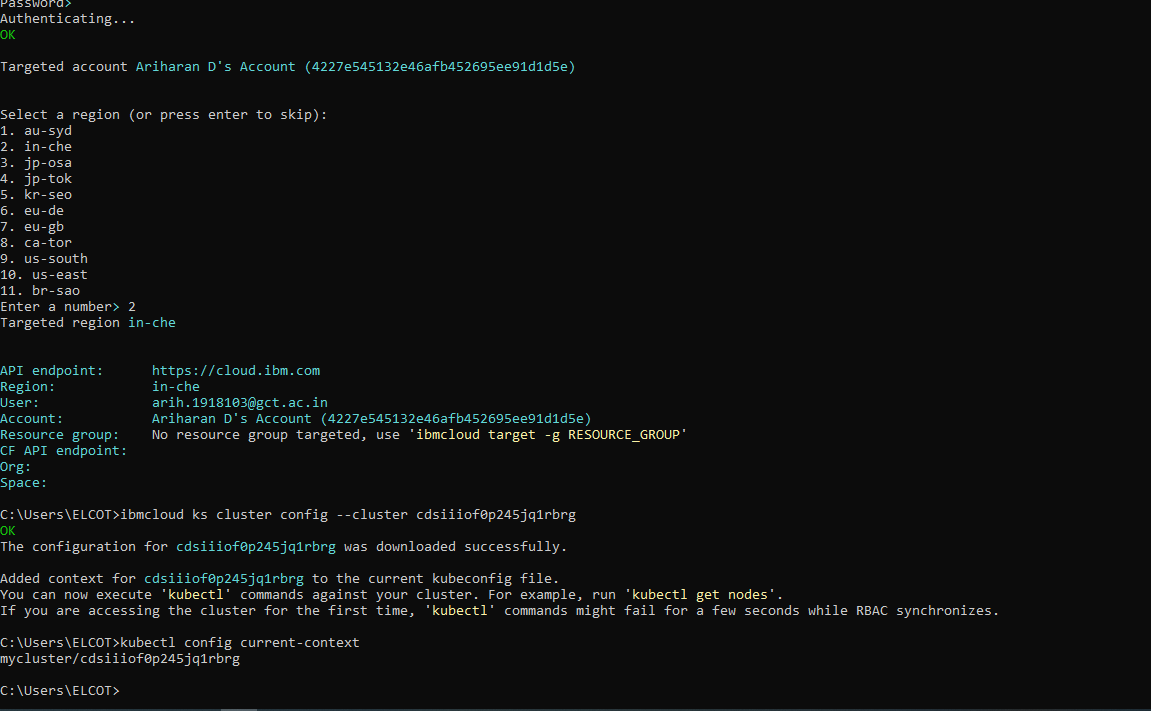 Password>
Authenticating...
OK
Targeted account Ariharan D's Account (4227e545132e46afb452695ee91d1d5e)
Select a region (or press enter to skip):
1. au-syd
2. in-che
3. jp-osa
4. jp-tok
5. kr-seo
6. eu-de
7. eu-gb
8. ca-tor
9. us-south
10. us-east
11. br-sao
Enter a number> 2
Targeted region in-che
API endpoint:      https://cloud.ibm.com
Region:            in-che
User:              arih.1918103@gct.ac.in
Account:           Ariharan D's Account (4227e545132e46afb452695ee91d1d5e)
Resource group:    No resource group targeted, use 'ibmcloud target -g RESOURCE_GROUP'
CF API endpoint:
Org:
Space:
C:\Users\ELCOT>ibmcloud ks cluster config --cluster cdsiiiof0p245jq1rbrg
OK
The configuration for cdsiiiof0p245jq1rbrg was downloaded successfully.
Added context for cdsiiiof0p245jq1rbrg to the current kubeconfig file.
You can now execute 'kubectl' commands against your cluster. For example, run 'kubectl get nodes'.
If you are accessing the cluster for the first time, 'kubectl' commands might fail for a few seconds while RBAC synchronizes.
C:\Users\ELCOT>kubectl config current-context
mycluster/cdsiiiof0p245jq1rbrg
C:\Users\ELCOT>